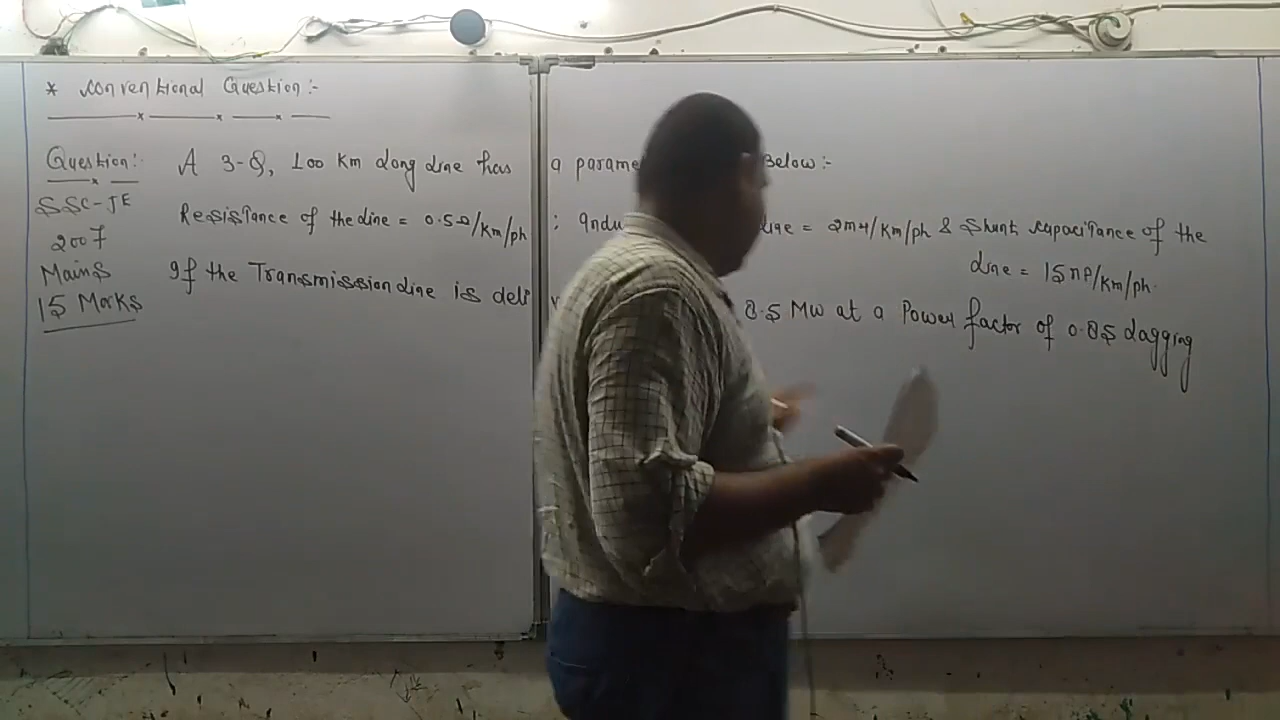 * Conventional Question:-
Question:- A 3-Φ, 100 Km Long Line has a parame Below:-
SSC-JE
2007
Mains
15 Marks
Resistance of the Line = 0.5Ω/Km/ph ; Indu Line = 2mH/Km/ph & Shunt capacitance of the
Line = 15nF/Km/ph.
If the Transmission Line is deli 8.5 MW at a Power factor of 0.85 Lagging